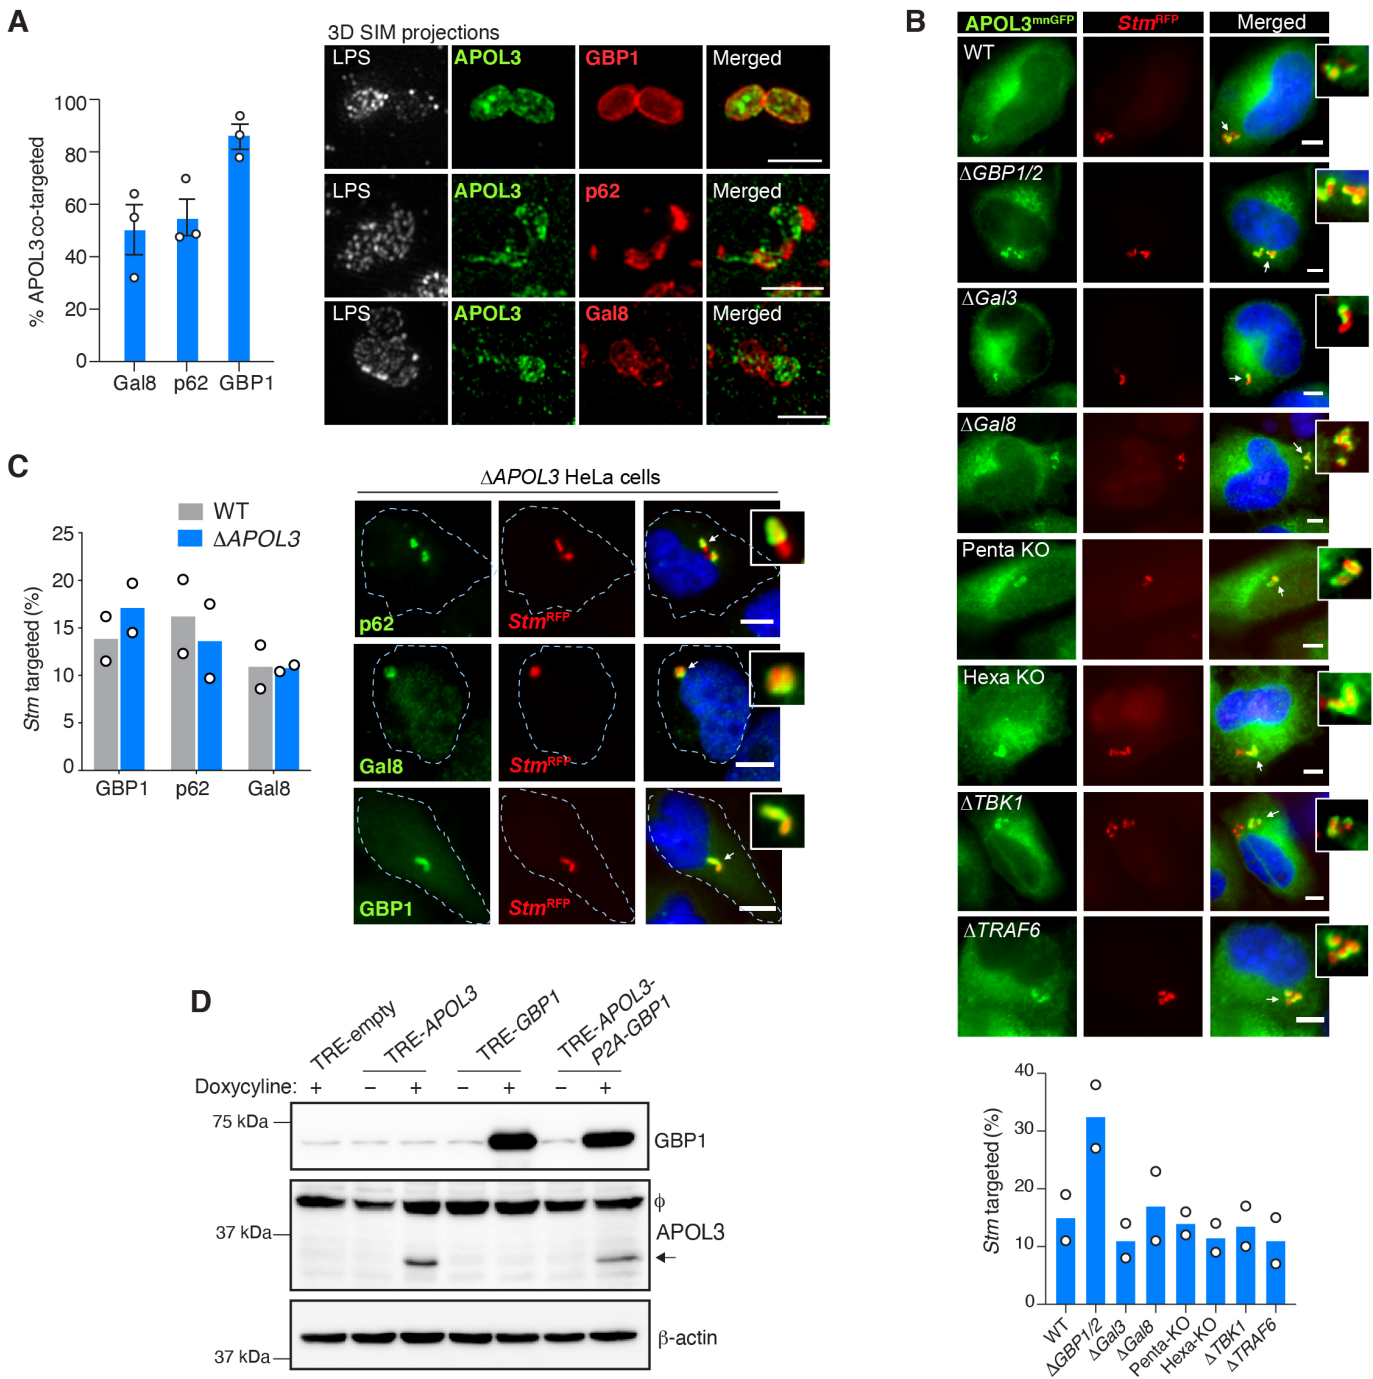 A
3D SIM projections
% APOL3 co-targeted
100
80
60
40
20
0
Gal8 p62 GBP1
LPS APOL3 GBP1 Merged
LPS APOL3 p62 Merged
LPS APOL3 Gal8 Merged
B
APOL3mnGFP StmRFP Merged
WT
ΔGBP1/2
ΔGal3
ΔGal8
Penta KO
Hexa KO
ΔTBK1
ΔTRAF6
Stm targeted (%)
40
30
20
10
0
WT ΔGBP1/2 ΔGal3 ΔGal8 Penta-KO Hexa-KO ΔTBK1 ΔTRAF6
C
WT
ΔAPOL3
Stm targeted (%)
25
20
15
10
5
0
GBP1 p62 Gal8
ΔAPOL3 HeLa cells
p62 StmRFP
Gal8 StmRFP
GBP1 StmRFP
D
TRE-empty TRE-APOL3 TRE-GBP1 TRE-APOL3-
P2A-GBP1
Doxycyline: + − + − + − +
75 kDa
GBP1
ϕ
37 kDa
APOL3
β-actin
37 kDa